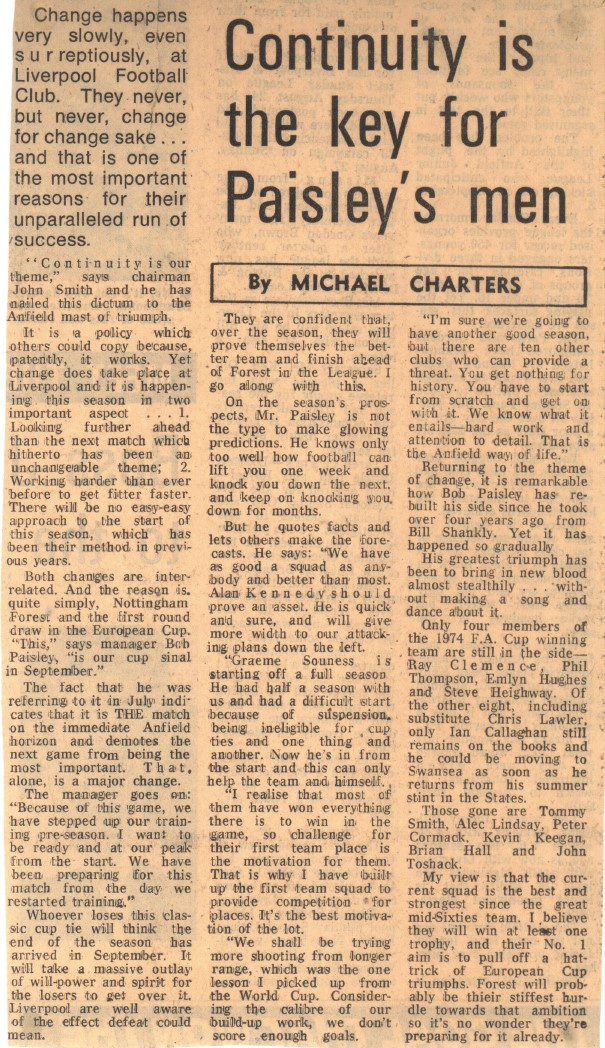 Change happens
very slowly, even
surreptiously, at
Liverpool Football
Club. They never,
but never, change
for change sake . . .
and that is one of
the most important
reasons for their
unparalleled run of
success.
"Continuity is our
theme," says chairman
John Smith and he has
nailed this dictum to the
Anfield mast of triumph.
It is a policy which
others could copy because,
patently, it works. Yet
change does take place at
Liverpool and it is happen-
ing this season in two
important aspect . . . 1.
Looking further ahead
than the next match which
hitherto has been an
unchangeable theme; 2.
Working harder than ever
before to get fitter faster.
There will be no easy-easy
approach to the start of
this season, which has
been their method in previ-
ous years.
Both changes are inter-
related. And the reason is,
quite simply, Nottingham
Forest and the first round
draw in the European Cup.
"This," says manager Bob
Paisley, "is our cup sinal
in September."
The fact that he was
referring to it in July indi-
cates that it is THE match
on the immediate Anfield
horizon and demotes the
next game from being the
most important. That,
alone, is a major change.
The manager goes on:
"Because of this game, we
have stepped up our train-
ing pre-season. I want to
be ready and at our peak
from the start. We have
been preparing for this
match from the day we
restarted training."
Whoever loses this clas-
sic cup tie will think the
end of the season has
arrived in September. It
will take a massive outlay
of will-power and spirit for
the losers to get over it.
Liverpool are well aware
of the effect defeat could
mean.
Continuity is
the key for
Paisley's men
By MICHAEL CHARTERS
They are confident that,
over the season, they will
prove themselves the bet-
ter team and finish ahead
of Forest in the League. I
go along with this.
On the season's pros-
pects, Mr. Paisley is not
the type to make glowing
predictions. He knows only
too well how football can
lift you one week and
knock you down the next,
and keep on knocking you,
down for months.
But he quotes facts and
lets others make the fore-
casts. He says: "We have
as good a squad as any-
body and better than most.
Alan Kennedy should
prove an asset. He is quick
and sure, and will give
more width to our attack-
ing plans down the left.
"Graeme Souness is
starting off a full season
He had half a season with
us and had a difficult start
because of suspension,
being ineligible for cup
ties and one thing and
another. Now he's in from
the start and this can only
help the team and himself.
"I realise that most of
them have won everything
there is to win in the
game, so challenge for
their first team place is
the motivation for them.
That is why I have built
up the first team squad to
provide competition for
places. It's the best motiva-
tion of the lot.
"We shall be trying
more shooting from longer
range, which was the one
lesson I picked up from
the World Cup. Consider-
ing the calibre of our
build-up work, we don't
score enough goals.
"I'm sure we're going to
have another good season,
but there are ten other
clubs who can provide a
threat. You get nothing for
history. You have to start
from scratch and get on
with it. We know what it
entails—hard work and
attention to detail. That is
the Anfield way of life."
Returning to the theme
of change, it is remarkable
how Bob Paisley has re-
built his side since he took
over four years ago from
Bill Shankly. Yet it has
happened so gradually
His greatest triumph has
been to bring in new blood
almost stealthily . . . with-
out making a song and
dance about it.
Only four members of
the 1974 F.A. Cup winning
team are still in the side—
Ray Clemence, Phil
Thompson, Emlyn Hughes
and Steve Heighway. Of
the other eight, including
substitute Chris Lawler,
only Ian Callaghan still
remains on the books and
he could be moving to
Swansea as soon as he
returns from his summer
stint in the States.
Those gone are Tommy
Smith, Alec Lindsay, Peter
Cormack, Kevin Keegan,
Brian Hall and John
Toshack.
My view is that the cur-
rent squad is the best and
strongest since the great
mid-Sixties team. I believe
they will win at least one
trophy, and their No. 1
aim is to pull off a hat-
trick of European Cup
triumphs. Forest will prob-
ably be thieir stiffest hur-
dle towards that ambition
so it's no wonder they're
preparing for it already.